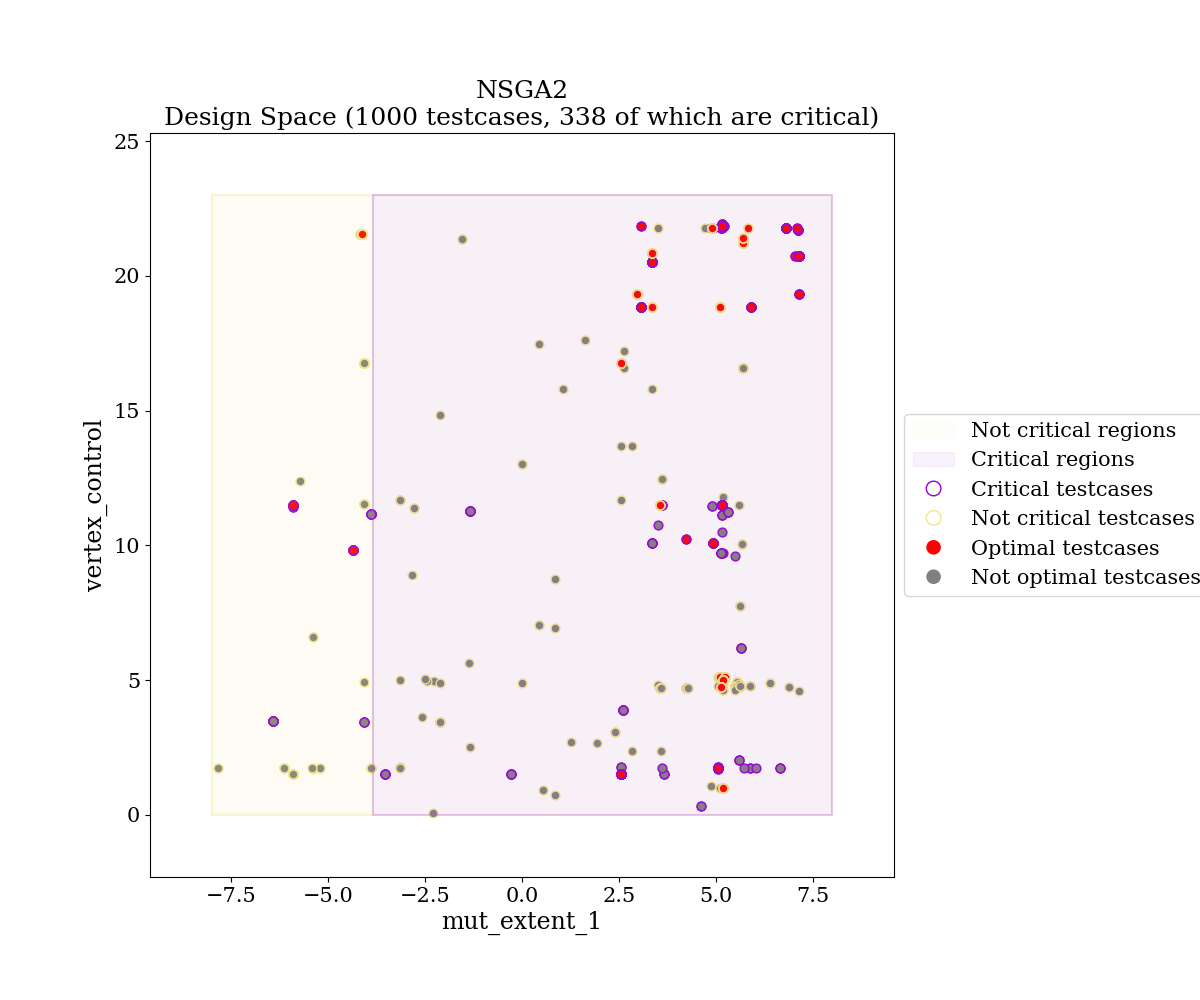 NSGA2
Design Space (1000 testcases, 338 of which are critical)
25
20
15
10
5
0
vertex_control
−7.5
−5.0
−2.5
0.0
2.5
5.0
7.5
mut_extent_1
Not critical regions
Critical regions
Critical testcases
Not critical testcases
Optimal testcases
Not optimal testcases